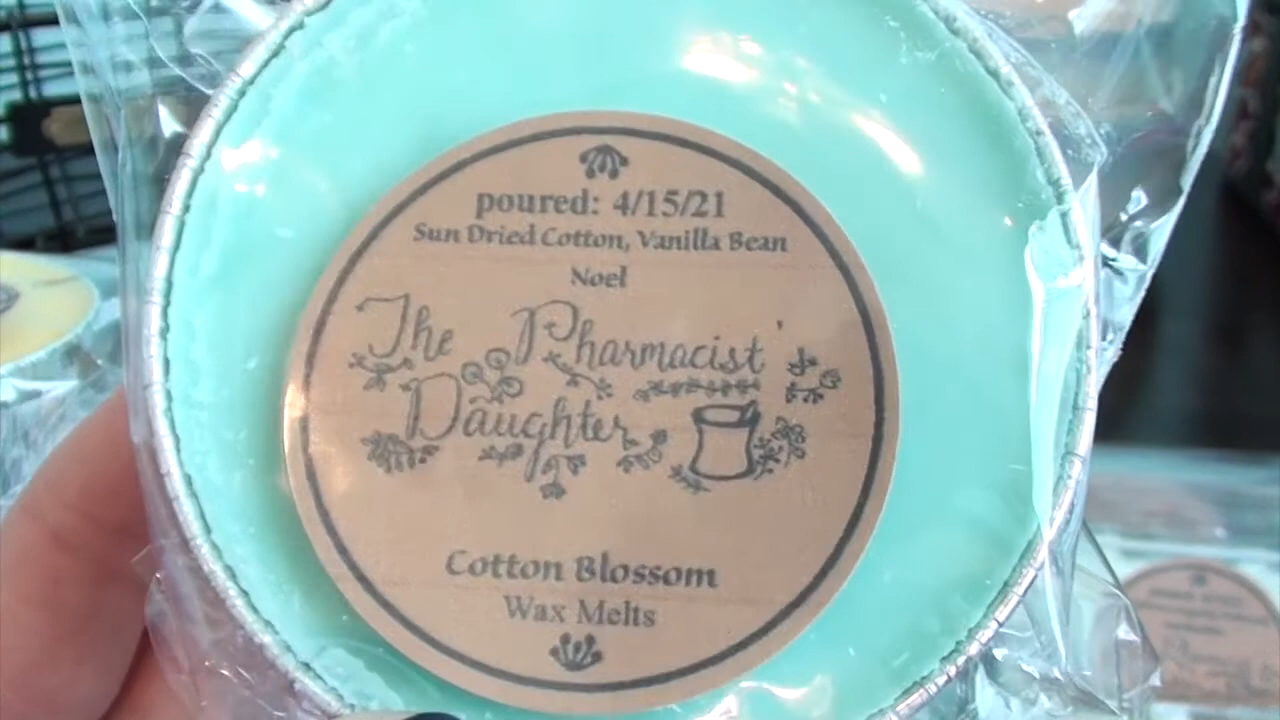 poured: 4/15/21
Sun Dried Cotton, Vanilla Bean
Noel
The Pharmacist'
Daughter
Cotton Blossom
Wax Melts